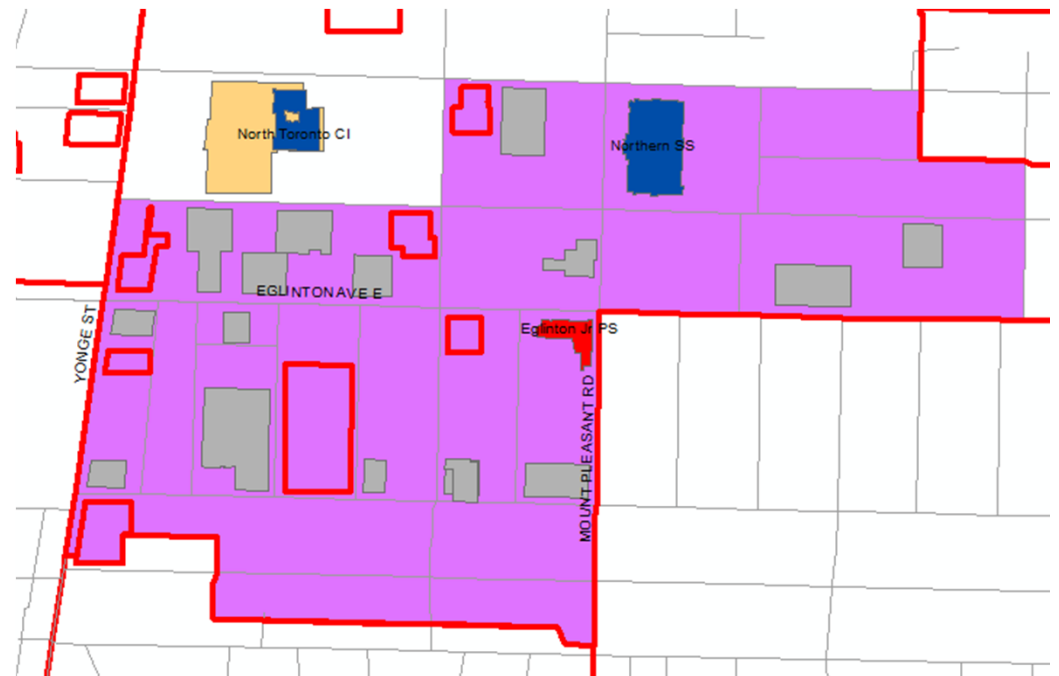 North Toronto CI
Northern SS
EGLINTON AVE E
Eglinton Jr PS
YONGE ST
MOUNT PLEASANT RD